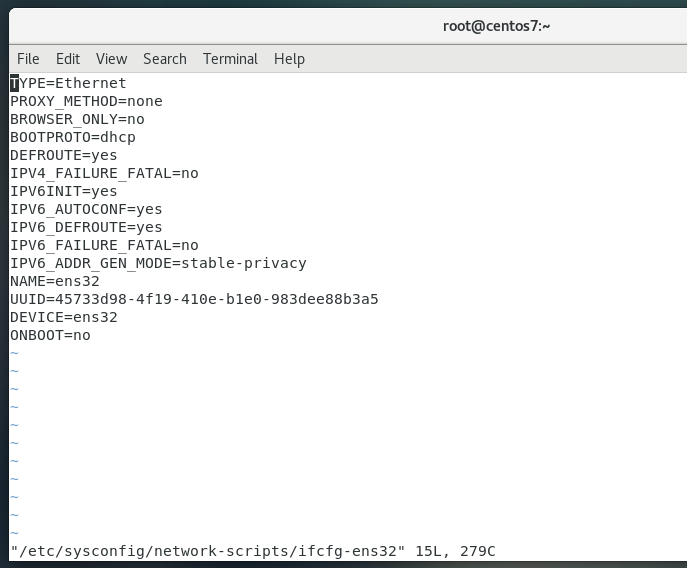 root@centos7:~
File Edit View Search Terminal Help
TYPE=Ethernet
PROXY_METHOD=none
BROWSER_ONLY=no
BOOTPROTO=dhcp
DEFROUTE=yes
IPV4_FAILURE_FATAL=no
IPV6INIT=yes
IPV6_AUTOCONF=yes
IPV6_DEFROUTE=yes
IPV6_FAILURE_FATAL=no
IPV6_ADDR_GEN_MODE=stable-privacy
NAME=ens32
UUID=45733d98-4f19-410e-b1e0-983dee88b3a5
DEVICE=ens32
ONBOOT=no
~
~
~
~
~
~
~
~
~
~
~
"/etc/sysconfig/network-scripts/ifcfg-ens32" 15L, 279C